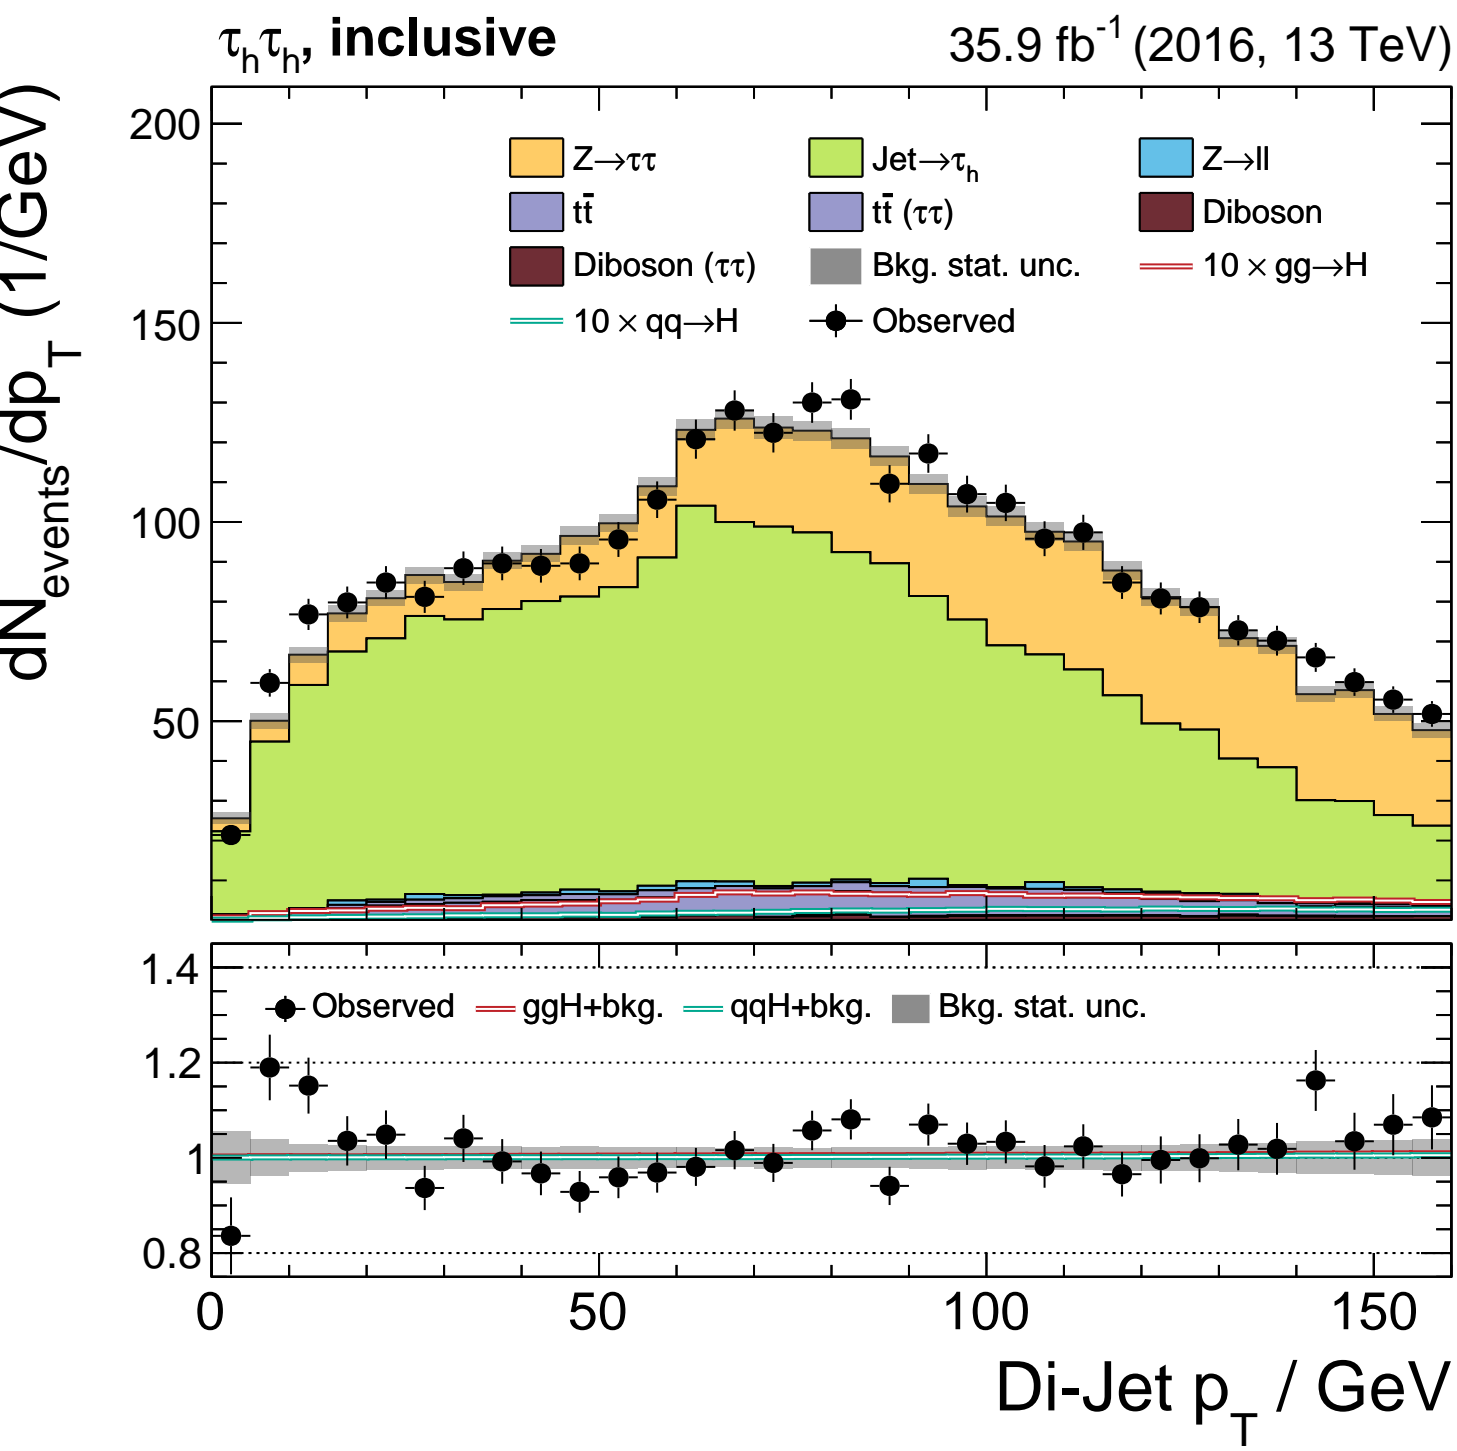 τhτh, inclusive 35.9 fb-1 (2016, 13 TeV)
dNevents/dpT (1/GeV)
200
150
100
50
Z→ττ Jet→τh Z→ll
tt̄ tt̄ (ττ) Diboson
Diboson (ττ) Bkg. stat. unc. 10 × gg→H
10 × qq→H Observed
1.4
1.2
1
0.8
Observed ggH+bkg. qqH+bkg. Bkg. stat. unc.
0 50 100 150
Di-Jet pT / GeV